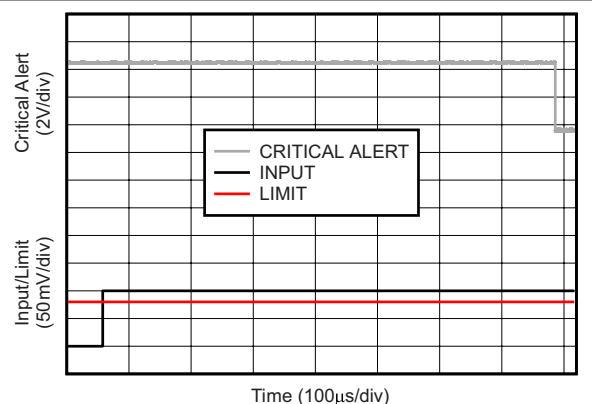 Critical Alert
(2V/div)
CRITICAL ALERT
INPUT
LIMIT
Input/Limit
(50mV/div)
Time (100μs/div)